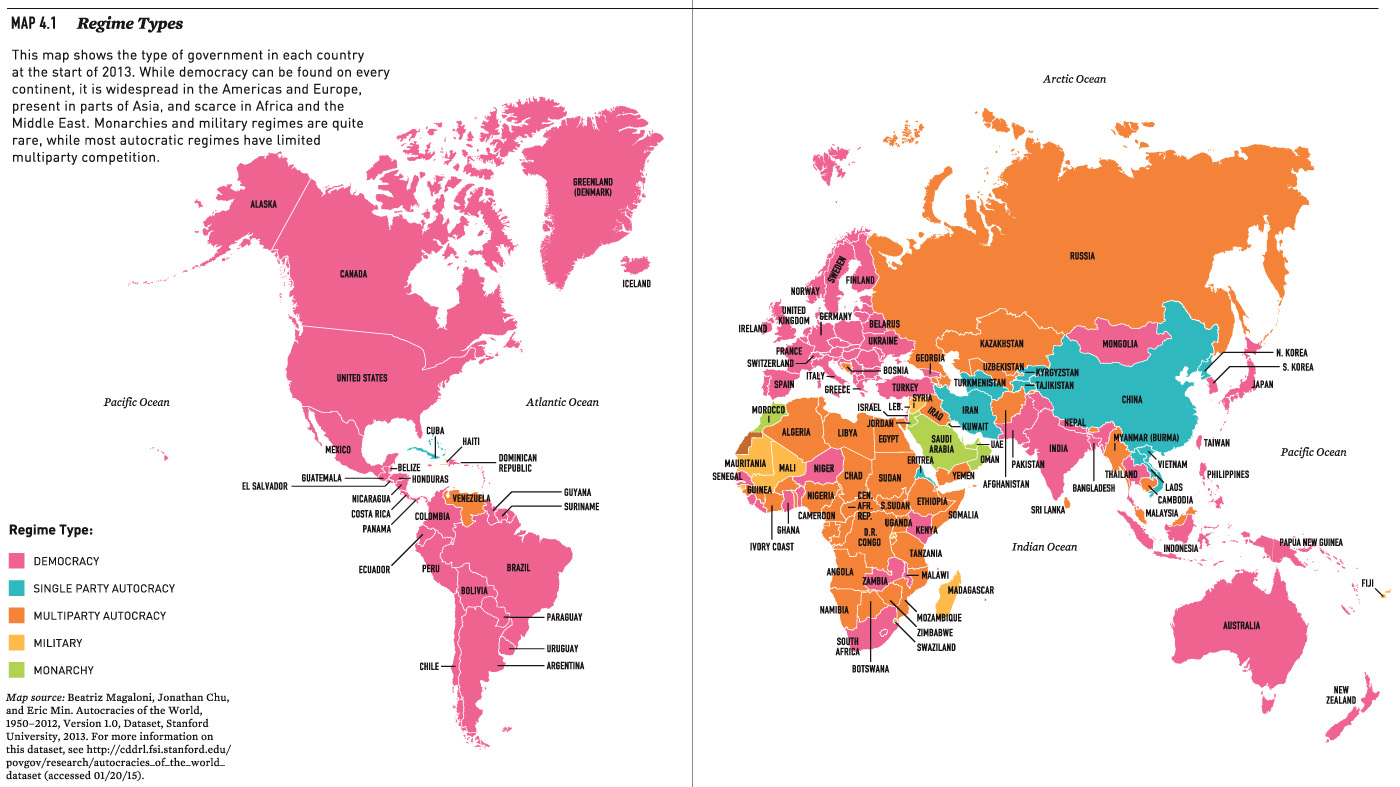 MAP 4.1 Regime Types
This map shows the type of government in each country
at the start of 2013. While democracy can be found on every
continent, it is widespread in the Americas and Europe,
present in parts of Asia, and scarce in Africa and the
Middle East. Monarchies and military regimes are quite
rare, while most autocratic regimes have limited
multiparty competition.
ALASKA
CANADA
GREENLAND
(DENMARK)
ICELAND
UNITED STATES
Pacific Ocean
Atlantic Ocean
MEXICO
CUBA
HAITI
DOMINICAN
REPUBLIC
BELIZE
GUATEMALA
HONDURAS
EL SALVADOR
NICARAGUA
COSTA RICA
PANAMA
VENEZUELA
GUYANA
SURINAME
COLOMBIA
ECUADOR
PERU
BRAZIL
BOLIVIA
PARAGUAY
URUGUAY
CHILE
ARGENTINA
Regime Type:
DEMOCRACY
SINGLE PARTY AUTOCRACY
MULTIPARTY AUTOCRACY
MILITARY
MONARCHY
Map source: Beatriz Magaloni, Jonathan Chu,
and Eric Min. Autocracies of the World,
1950–2012, Version 1.0, Dataset, Stanford
University, 2013. For more information on
this dataset, see http://cddrl.fsi.stanford.edu/
povgov/research/autocracies_of_the_world_
dataset (accessed 01/20/15).
Arctic Ocean
RUSSIA
SWEDEN
FINLAND
NORWAY
UNITED
KINGDOM
GERMANY
IRELAND
BELARUS
UKRAINE
FRANCE
SWITZERLAND
GEORGIA
BOSNIA
ITALY
SPAIN
GREECE
TURKEY
KAZAKHSTAN
MONGOLIA
UZBEKISTAN
KYRGYZSTAN
TURKMENISTAN
TAJIKISTAN
N. KOREA
S. KOREA
JAPAN
CHINA
SYRIA
ISRAEL
LEB.
IRAQ
IRAN
JORDAN
KUWAIT
MOROCCO
ALGERIA
LIBYA
EGYPT
SAUDI
ARABIA
UAE
OMAN
YEMEN
PAKISTAN
AFGHANISTAN
NEPAL
INDIA
MYANMAR (BURMA)
TAIWAN
Pacific Ocean
VIETNAM
THAILAND
LAOS
PHILIPPINES
BANGLADESH
CAMBODIA
SRI LANKA
MALAYSIA
MAURITANIA
MALI
NIGER
SENEGAL
CHAD
ERITREA
SUDAN
GUINEA
NIGERIA
CEN.
AFR.
REP.
S.SUDAN
ETHIOPIA
GHANA
CAMEROON
UGANDA
SOMALIA
IVORY COAST
KENYA
D.R.
CONGO
TANZANIA
Indian Ocean
INDONESIA
PAPUA NEW GUINEA
ANGOLA
ZAMBIA
MALAWI
MADAGASCAR
FIJI
NAMIBIA
MOZAMBIQUE
ZIMBABWE
SWAZILAND
SOUTH
AFRICA
BOTSWANA
AUSTRALIA
NEW
ZEALAND